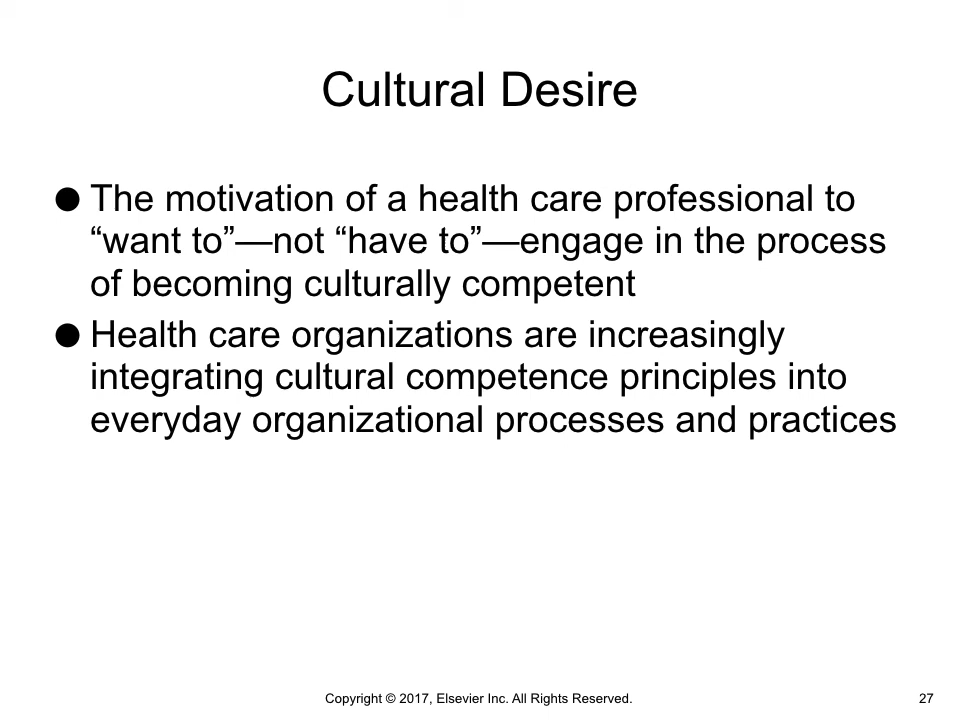 Cultural Desire
● The motivation of a health care professional to
“want to”—not “have to”—engage in the process
of becoming culturally competent
● Health care organizations are increasingly
integrating cultural competence principles into
everyday organizational processes and practices
Copyright © 2017, Elsevier Inc. All Rights Reserved.
27